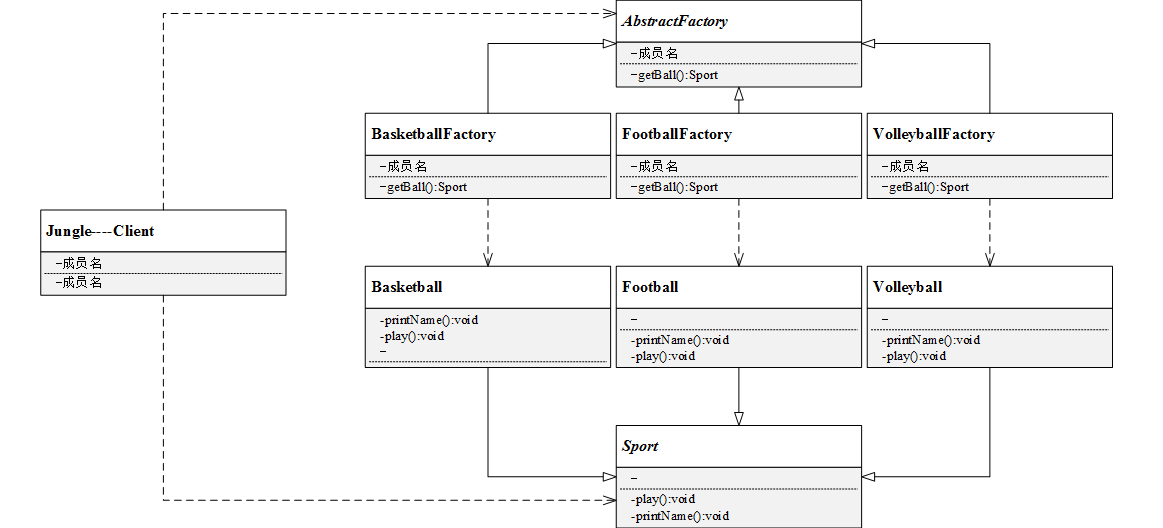 AbstractFactory
-成员名
-getBall():Sport
BasketballFactory
-成员名
-getBall():Sport
FootballFactory
-成员名
-getBall():Sport
VolleyballFactory
-成员名
-getBall():Sport
Jungle----Client
-成员名
-成员名
Basketball
-printName():void
-play():void
-
Football
-
-printName():void
-play():void
Volleyball
-
-printName():void
-play():void
Sport
-
-play():void
-printName():void